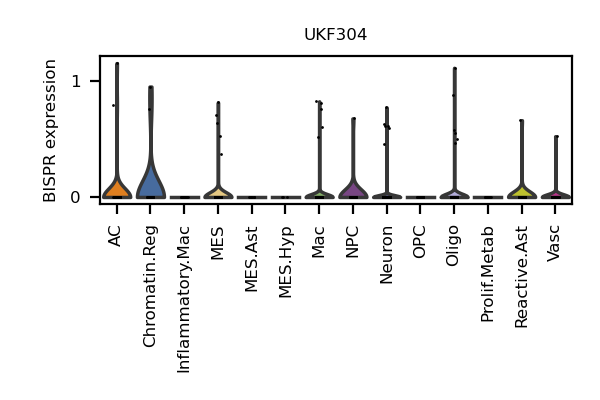 UKF304
BISPR expression
1
0
AC
Chromatin.Reg
Inflammatory.Mac
MES
MES.Ast
MES.Hyp
Mac
NPC
Neuron
OPC
Oligo
Prolif.Metab
Reactive.Ast
Vasc